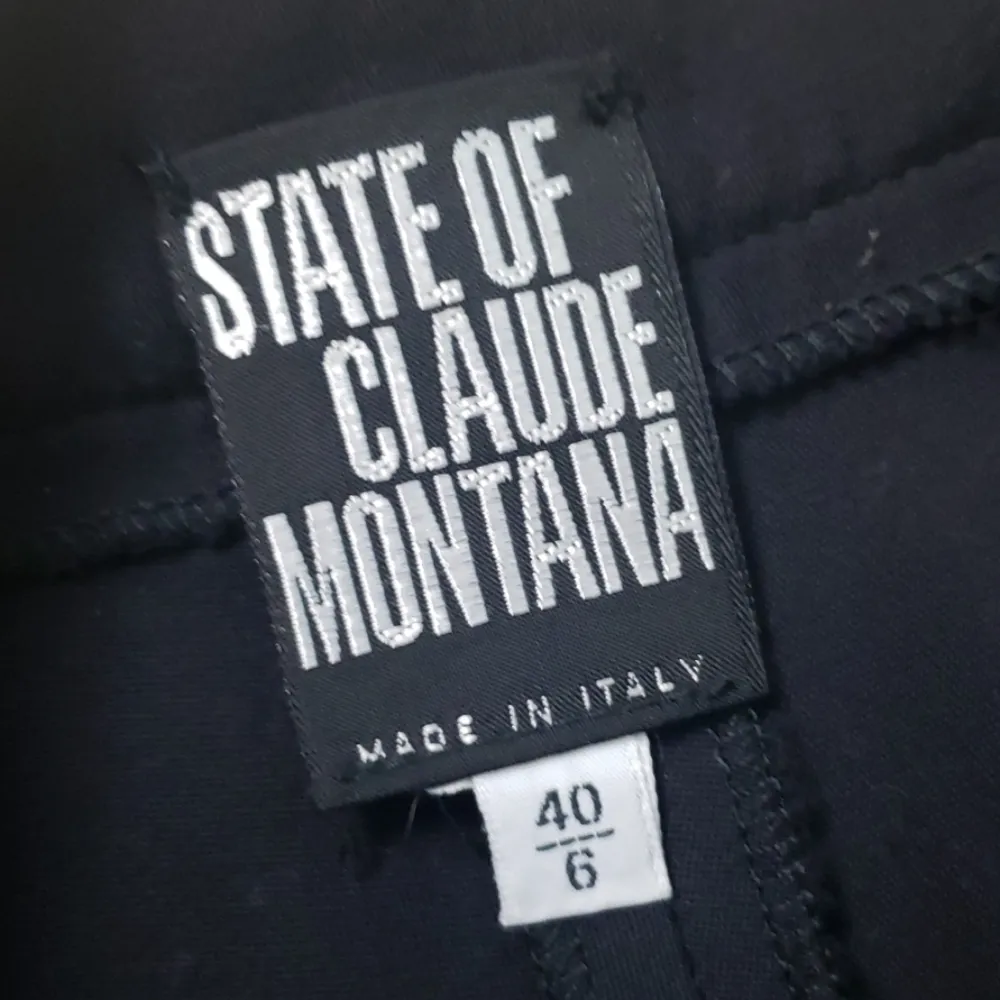 STATE OF
CLAUDE
MONTANA
MADE IN ITALY
40
6